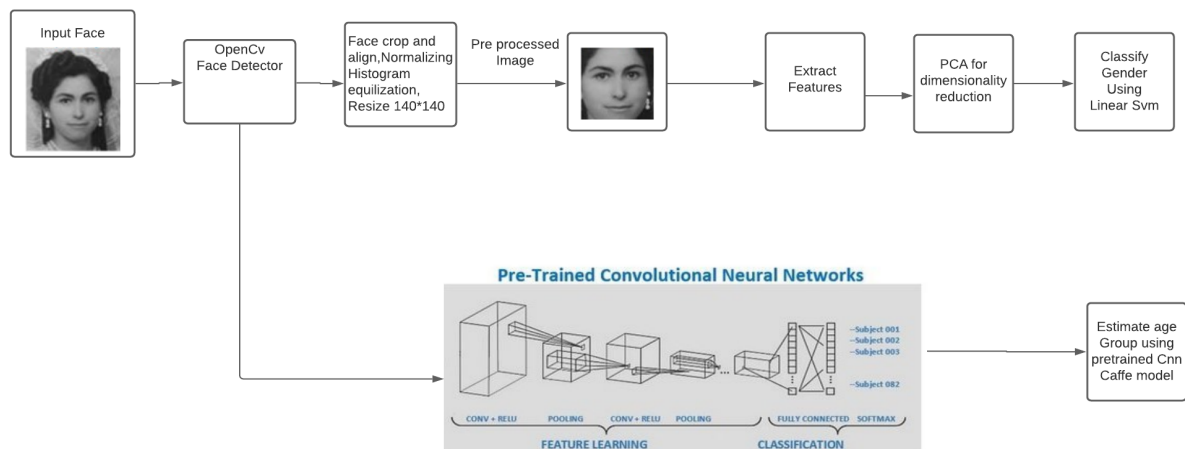 Input Face
OpenCv
Face Detector
Face crop and
align,Normalizing
Histogram
equilization,
Resize 140*140
Pre processed
Image
Extract
Features
PCA for
dimensionality
reduction
Classify
Gender
Using
Linear Svm
Pre-Trained Convolutional Neural Networks
--Subject 001
--Subject 002
--Subject 003
--Subject 082
CONV + RELU
POOLING
CONV + RELU
POOLING
FULLY CONNECTED
SOFTMAX
FEATURE LEARNING
CLASSIFICATION
Estimate age
Group using
pretrained Cnn
Caffe model